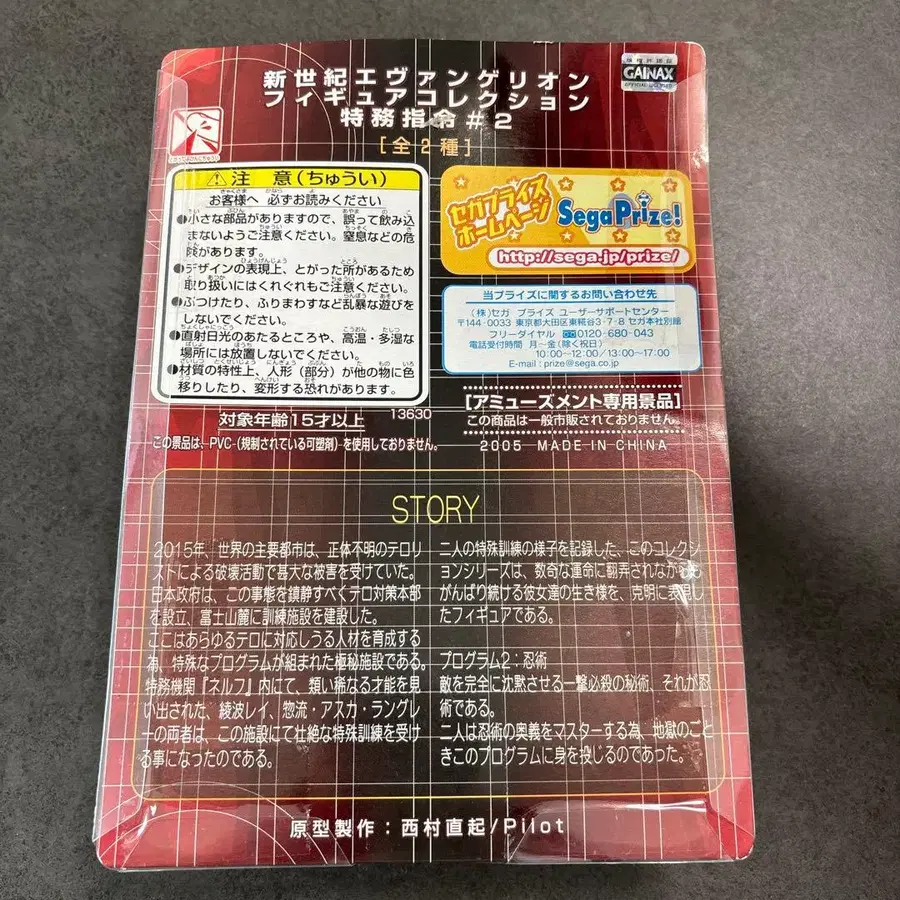 新世紀エヴァンゲリオン
フィギュアコレクション
特務指令#2
[全2種]
GAINAX
⚠注 意(ちゅうい)
お客様へ 必ずお読みください
●小さな部品がありますので、誤って飲み込
まないようご注意ください。窒息などの危
険があります。
●デザインの表現上、とがった所があるため
取り扱いにはくれぐれもご注意ください。
●ぶつけたり、ふりまわすなど乱暴な遊びを
しないでください。
●直射日光のあたるところや、高温・多湿な
場所には放置しないでください。
●材質の特性上、人形(部分)が他の物に色
移りしたり、変形する恐れがあります。
対象年齢15才以上
13630
この景品は、PVC-(規制されている可塑剤)を使用しておりません。
セガプライズ
ホームページ
SegaPrize!
http://sega.jp/prize/
当プライズに関するお問い合わせ先
(株)セガ プライズ ユーザーサポートセンター
〒144-0033 東京都大田区東糀谷3-7-8 セガ本社別館
フリーダイヤル 0120-680-043
電話受付時間 月~金(除く祝日)
10:00~12:00/13:00~17:00
E-mail:prize@sega.co.jp
[アミューズメント専用景品]
この商品は一般市販されておりません。
2005 MADE IN CHINA
STORY
2015年、世界の主要都市は、正体不明のテロリ
ストによる破壊活動で甚大な被害を受けていた。
日本政府は、この事態を鎮静すべくテロ対策本部
を設立、富士山麓に訓練施設を建設した。
ここはあらゆるテロに対応しうる人材を育成する
為、特殊なプログラムが組まれた極秘施設である。
特務機関『ネルフ』内にて、類い稀なる才能を見
い出された、綾波レイ、惣流・アスカ・ラングレ
ーの両者は、この施設にて壮絶な特殊訓練を受け
る事になったのである。
二人の特殊訓練の様子を記録した、このコレクシ
ョンシリーズは、数奇な運命に翻弄されながらも
がんばり続ける彼女達の生き様を、克明に表現し
たフィギュアである。
プログラム2:忍術
敵を完全に沈黙させる一撃必殺の秘術、それが忍
術である。
二人は忍術の奥義をマスターする為、地獄のごと
きこのプログラムに身を投じるのであった。
原型製作:西村直起/Pilot